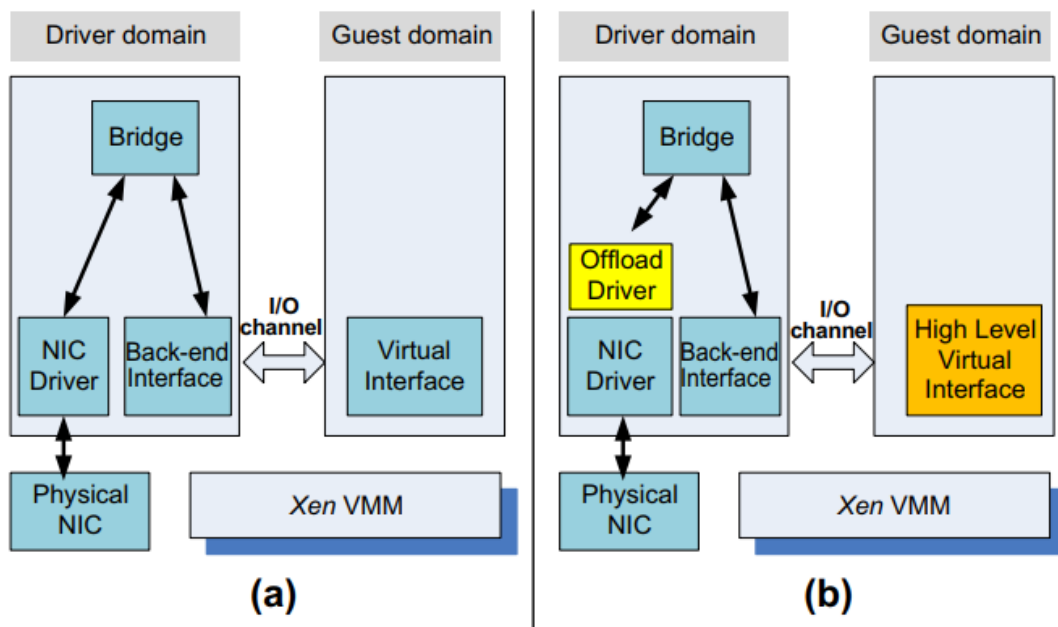 Driver domain
Guest domain
Bridge
I/O
channel
NIC
Driver
Back-end
Interface
Virtual
Interface
Physical
NIC
Xen VMM
(a)
Driver domain
Guest domain
Bridge
Offload
Driver
I/O
channel
NIC
Driver
Back-end
Interface
High Level
Virtual
Interface
Physical
NIC
Xen VMM
(b)